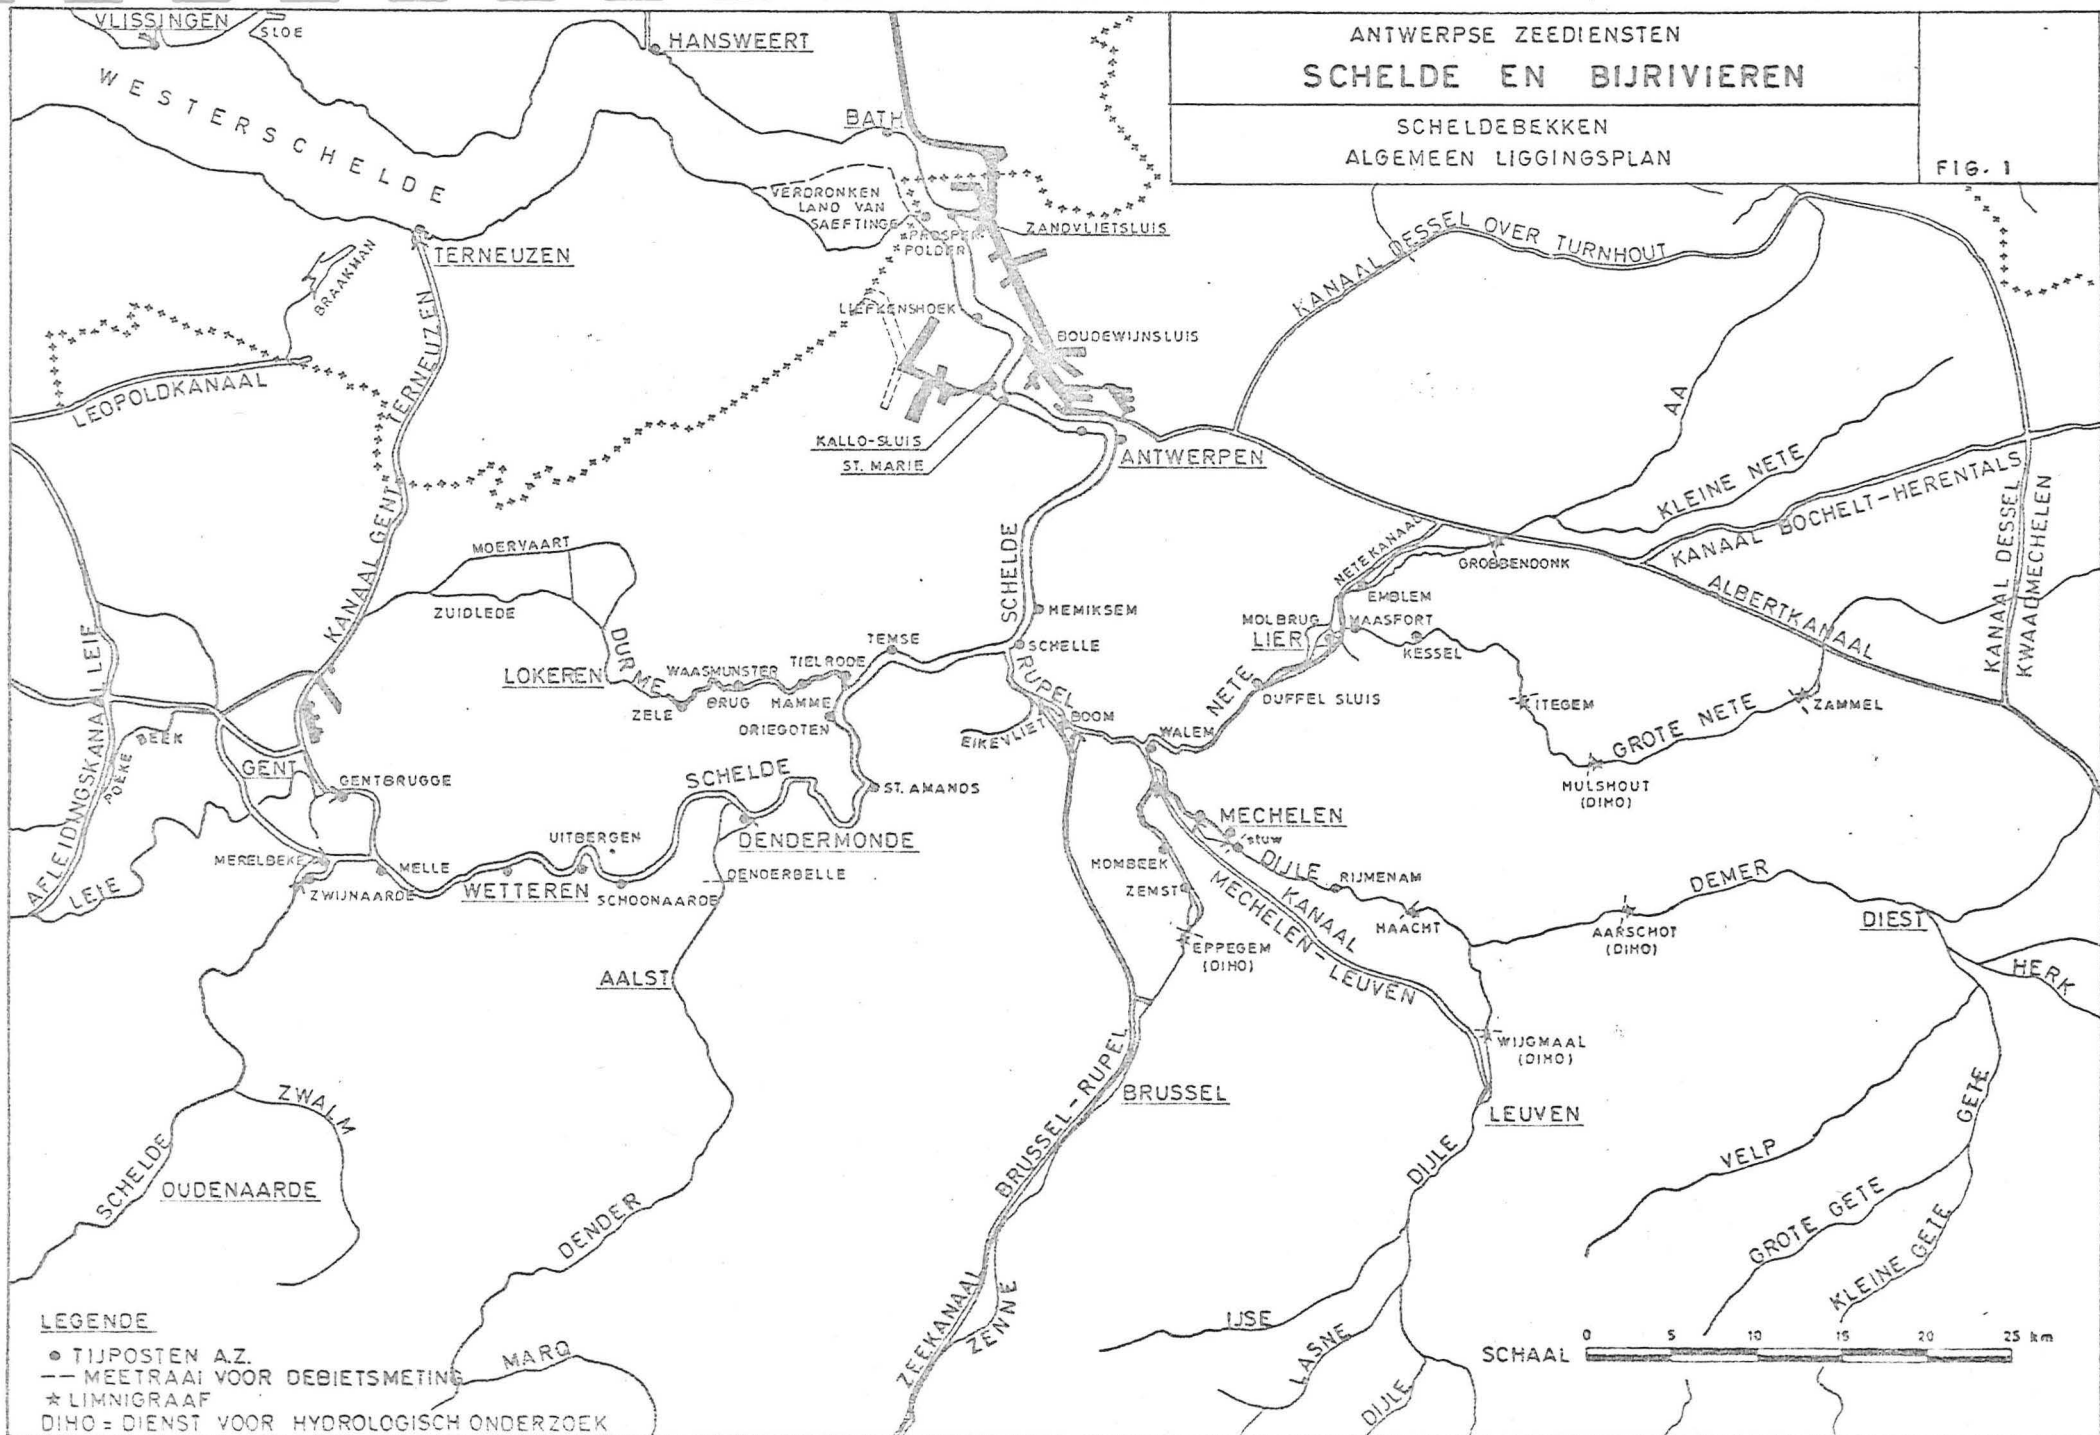 ANTWERPSE ZEEDIENSTEN
SCHELDE EN BIJRIVIEREN
SCHELDEBEKKEN
ALGEMEEN LIGGINGSPLAN
FIG. 1
VLISSINGEN
SLOE
HANSWEERT
WESTERSCHELDE
BATH
VERDRONKEN
LAND VAN
SAEFTINGE
PROSPER
POLDER
ZANDVLIETSLUIS
TERNEUZEN
BRAAKMAN
KANAAL DESSEL OVER TURNHOUT
LIEFKENSHOEK
BOUDEWIJNSLUIS
LEOPOLDKANAAL
KANAAL GENT TERNEUZEN
AA
KALLO-SLUIS
ST. MARIE
ANTWERPEN
KLEINE NETE
KANAAL BOCHELT-HERENTALS
KANAAL DESSEL
KWAADMECHELEN
MOERVAART
ZUIDLEDE
SCHELDE
NETEKANAAL
GROBBENDONK
ALBERTKANAAL
HEMIKSEM
EMBLEM
MOLBRUG
MAASFORT
LIER
KESSEL
AFLEIDINGSKANAAL LEIE
DURME
LOKEREN
TEMSE
SCHELLE
TIELRODE
WAASMUNSTER
BRUG
HAMME
ZELE
DRIEGOTEN
RUPEL
BOOM
EIKEVLIET
WALEM
NETE
DUFFEL SLUIS
ITEGEM
GROTE NETE
ZAMMEL
MULSHOUT
(DIHO)
POEKE BEEK
GENT
GENTBRUGGE
SCHELDE
ST. AMANDS
DENDERMONDE
UITBERGEN
MERELBEKE
MELLE
ZWIJNAARDE
WETTEREN
SCHOONAARDE
DENDERBELLE
LEIE
MECHELEN
stuw
DIJLE
HOMBEEK
ZEMST
RIJMENAM
KANAAL
MECHELEN-LEUVEN
HAACHT
EPPEGEM
(DIHO)
DEMER
AARSCHOT
(DIHO)
DIEST
HERK
AALST
WIJGMAAL
(DIHO)
LEUVEN
BRUSSEL
ZEEKANAAL BRUSSEL-RUPEL
ZWALM
SCHELDE
OUDENAARDE
DENDER
DIJLE
VELP
GETE
GROTE GETE
KLEINE GETE
ZENNE
IJSE
LASNE
DIJLE
MARQ
LEGENDE
TIJPOSTEN A.Z.
MEETRAAI VOOR DEBIETSMETING
LIMNIGRAAF
DIHO = DIENST VOOR HYDROLOGISCH ONDERZOEK
SCHAAL 0 5 10 15 20 25 km